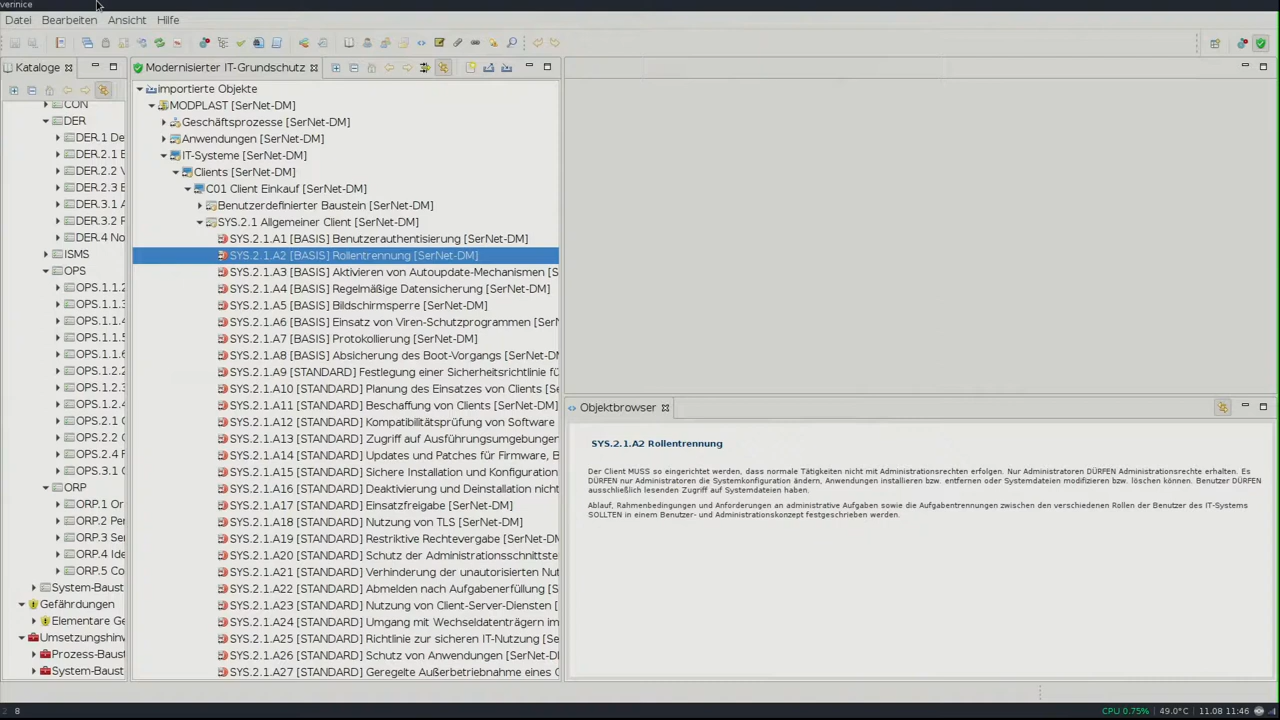 verinice
Datei Bearbeiten Ansicht Hilfe
Kataloge
CON
DER
DER.1 De
DER.2.1
DER.2.2
DER.2.3
DER.3.1
DER.3.2
DER.4 No
ISMS
OPS
OPS.1.1.2
OPS.1.1.3
OPS.1.1.4
OPS.1.1.5
OPS.1.1.6
OPS.1.2.2
OPS.1.2.3
OPS.1.2.4
OPS.2.1
OPS.2.2
OPS.2.4
OPS.3.1
ORP
ORP.1 Or
ORP.2 Per
ORP.3 Ser
ORP.4 Ide
ORP.5 Co
System-Baust
Gefährdungen
Elementare Ge
Umsetzungshinw
Prozess-Baust
System-Baust
Modernisierter IT-Grundschutz
importierte Objekte
MODPLAST [SerNet-DM]
Geschäftsprozesse [SerNet-DM]
Anwendungen [SerNet-DM]
IT-Systeme [SerNet-DM]
Clients [SerNet-DM]
C01 Client Einkauf [SerNet-DM]
Benutzerdefinierter Baustein [SerNet-DM]
SYS.2.1 Allgemeiner Client [SerNet-DM]
SYS.2.1.A1 [BASIS] Benutzerauthentisierung [SerNet-DM]
SYS.2.1.A2 [BASIS] Rollentrennung [SerNet-DM]
SYS.2.1.A3 [BASIS] Aktivieren von Autoupdate-Mechanismen [S
SYS.2.1.A4 [BASIS] Regelmäßige Datensicherung [SerNet-DM]
SYS.2.1.A5 [BASIS] Bildschirmsperre [SerNet-DM]
SYS.2.1.A6 [BASIS] Einsatz von Viren-Schutzprogrammen [SerN
SYS.2.1.A7 [BASIS] Protokollierung [SerNet-DM]
SYS.2.1.A8 [BASIS] Absicherung des Boot-Vorgangs [SerNet-DM
SYS.2.1.A9 [STANDARD] Festlegung einer Sicherheitsrichtlinie fü
SYS.2.1.A10 [STANDARD] Planung des Einsatzes von Clients [Se
SYS.2.1.A11 [STANDARD] Beschaffung von Clients [SerNet-DM]
SYS.2.1.A12 [STANDARD] Kompatibilitätsprüfung von Software
SYS.2.1.A13 [STANDARD] Zugriff auf Ausführungsumgebungen
SYS.2.1.A14 [STANDARD] Updates und Patches für Firmware, B
SYS.2.1.A15 [STANDARD] Sichere Installation und Konfiguration
SYS.2.1.A16 [STANDARD] Deaktivierung und Deinstallation nicht
SYS.2.1.A17 [STANDARD] Einsatzfreigabe [SerNet-DM]
SYS.2.1.A18 [STANDARD] Nutzung von TLS [SerNet-DM]
SYS.2.1.A19 [STANDARD] Restriktive Rechtevergabe [SerNet-DM
SYS.2.1.A20 [STANDARD] Schutz der Administrationsschnittste
SYS.2.1.A21 [STANDARD] Verhinderung der unautorisierten Nut
SYS.2.1.A22 [STANDARD] Abmelden nach Aufgabenerfüllung [S
SYS.2.1.A23 [STANDARD] Nutzung von Client-Server-Diensten [
SYS.2.1.A24 [STANDARD] Umgang mit Wechseldatenträgern im
SYS.2.1.A25 [STANDARD] Richtlinie zur sicheren IT-Nutzung [Se
SYS.2.1.A26 [STANDARD] Schutz von Anwendungen [SerNet-DM
SYS.2.1.A27 [STANDARD] Geregelte Außerbetriebnahme eines C
Objektbrowser
SYS.2.1.A2 Rollentrennung
Der Client MUSS so eingerichtet werden, dass normale Tätigkeiten nicht mit Administrationsrechten erfolgen. Nur Administratoren DÜRFEN Administrationsrechte erhalten. Es
DÜRFEN nur Administratoren die Systemkonfiguration ändern, Anwendungen installieren bzw. entfernen oder Systemdateien modifizieren bzw. löschen können. Benutzer DÜRFEN
ausschließlich lesenden Zugriff auf Systemdateien haben.
Ablauf, Rahmenbedingungen und Anforderungen an administrative Aufgaben sowie die Aufgabentrennungen zwischen den verschiedenen Rollen der Benutzer des IT-Systems
SOLLTEN in einem Benutzer- und Administrationskonzept festgeschrieben werden.
2 8
CPU 0.75% 49.0°C 11.08 11:46